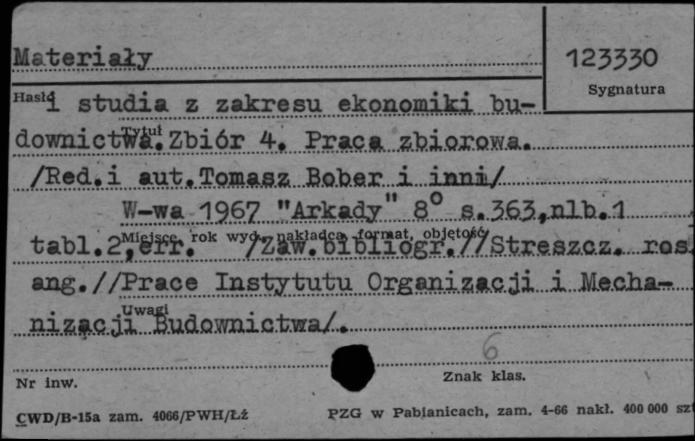 Materiały
123330
Sygnatura
Hasło
i studia z zakresu ekonomiki bu-
Tytuł
downictwa. Zbiór 4. Praca zbiorowa.
/Red.i aut.Tomasz Bober i inni/
W-wa 1967 "Arkady" 8° s.363,nlb.1
Miejsce, rok wyd., nakładca, format, objętość
tabl.2,err. /Zaw.bibliogr.//Streszcz. ros
ang.//Prace Instytutu Organizacji i Mecha-
Uwagi
nizacji Budownictwa/.
6
Nr inw.
Znak klas.
CWD/B-15a zam. 4066/PWH/Łż
PZG w Pabianicach, zam. 4-66 nakł. 400 000 szt